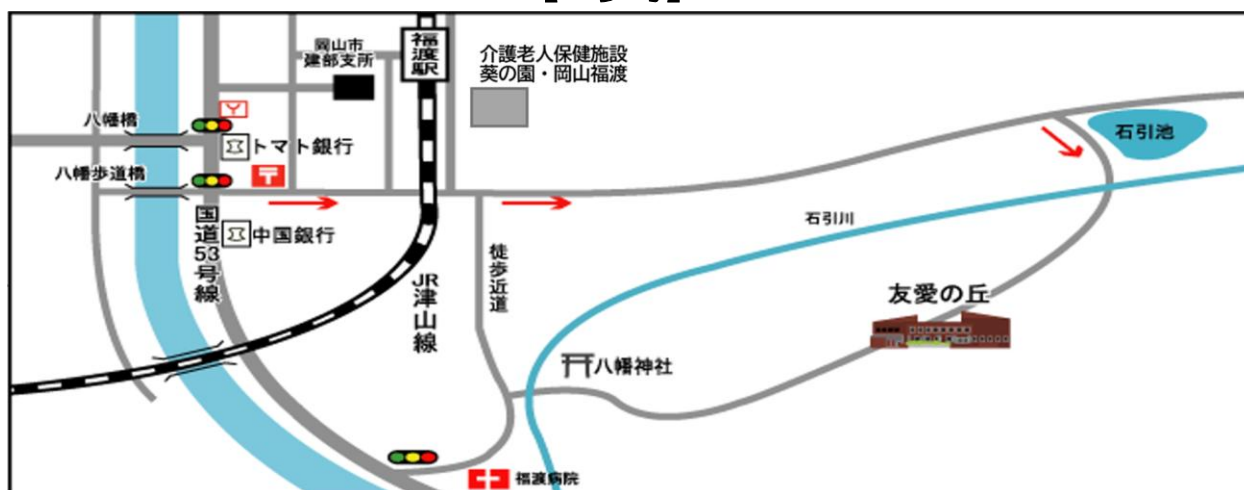 岡山市
建部支所
福渡駅
介護老人保健施設
葵の園・岡山福渡
八幡橋
トマト銀行
石引池
八幡歩道橋
国道53号線
中国銀行
石引川
徒歩近道
JR津山線
友愛の丘
八幡神社
福渡病院